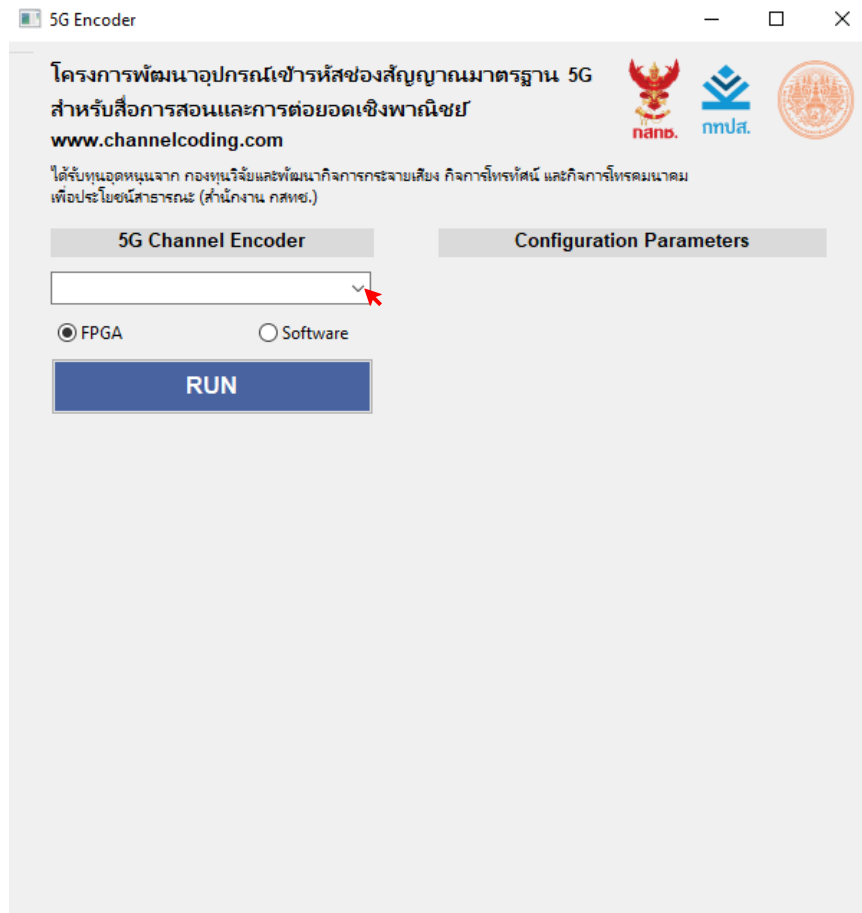 5G Encoder
โครงการพัฒนาอุปกรณ์เข้ารหัสช่องสัญญาณมาตรฐาน 5G
สำหรับสื่อการสอนและการต่อยอดเชิงพาณิชย์
www.channelcoding.com
กสทช.
กทปส.
ได้รับทุนอุดหนุนจาก กองทุนวิจัยและพัฒนากิจการกระจายเสียง กิจการโทรทัศน์ และกิจการโทรคมนาคม
เพื่อประโยชน์สาธารณะ (สำนักงาน กสทช.)
5G Channel Encoder
Configuration Parameters
FPGA
Software
RUN